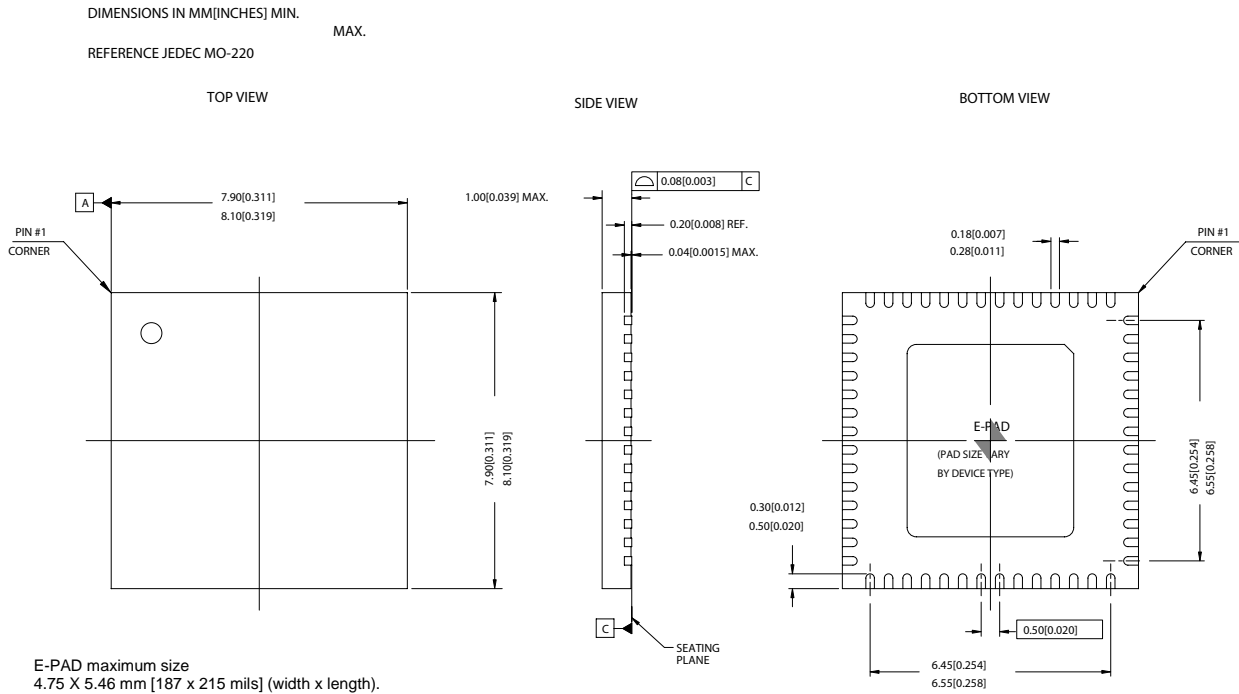 DIMENSIONS IN MM[INCHES] MIN.
MAX.
REFERENCE JEDEC MO-220
TOP VIEW
SIDE VIEW
BOTTOM VIEW
A
7.90[0.311]
8.10[0.319]
PIN #1
CORNER
7.90[0.311]
8.10[0.319]
1.00[0.039] MAX.
0.08[0.003] C
0.20[0.008] REF.
0.04[0.0015] MAX.
C
SEATING
PLANE
0.18[0.007]
0.28[0.011]
PIN #1
CORNER
E-PAD
(PAD SIZE VARY
BY DEVICE TYPE)
6.45[0.254]
6.55[0.258]
0.30[0.012]
0.50[0.020]
0.50[0.020]
6.45[0.254]
6.55[0.258]
E-PAD maximum size
4.75 X 5.46 mm [187 x 215 mils] (width x length).